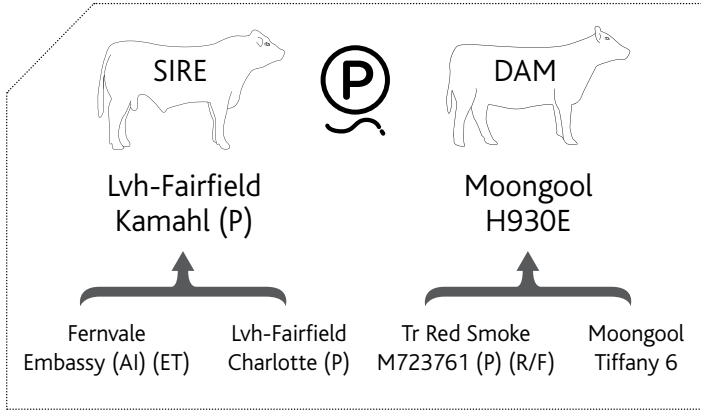 SIRE
P
DAM
Lvh-Fairfield
Kamahl (P)
Moongool
H930E
Fernvale
Embassy (AI) (ET)
Lvh-Fairfield
Charlotte (P)
Tr Red Smoke
M723761 (P) (R/F)
Moongool
Tiffany 6